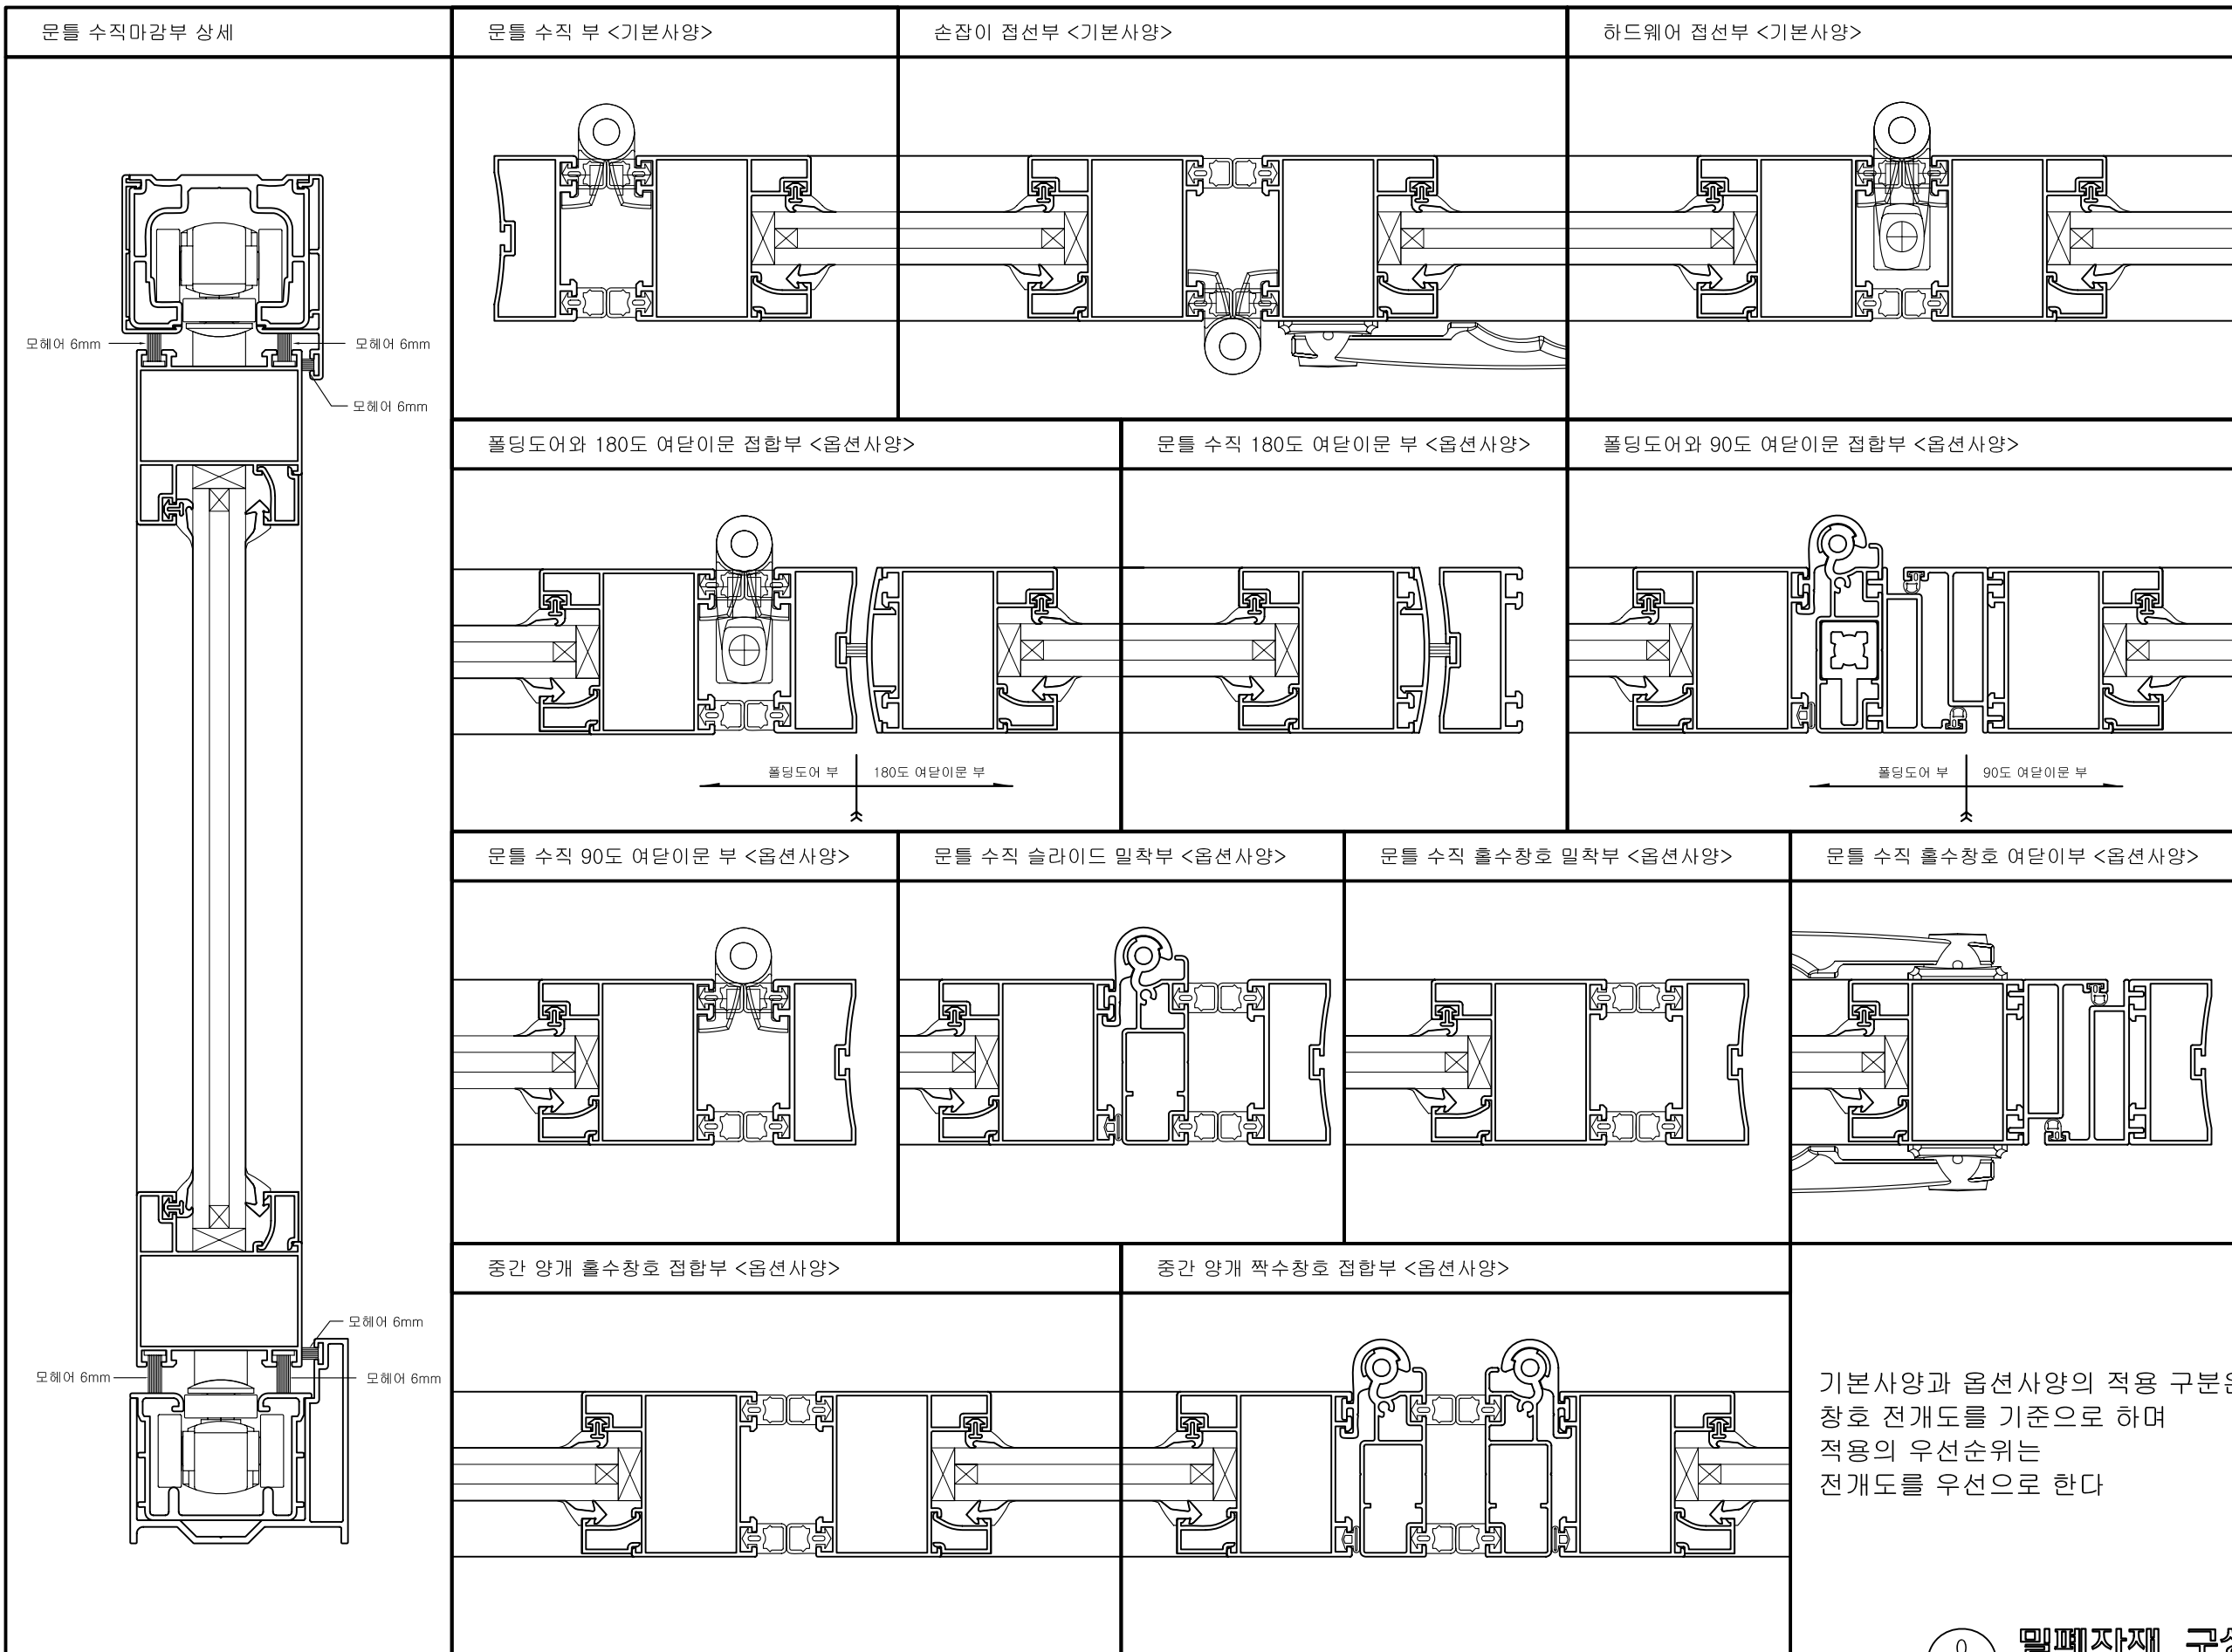 문틀 수직마감부 상세
문틀 수직 부 <기본사양>
손잡이 접선부 <기본사양>
하드웨어 접선부 <기본사양>
모헤어 6mm
모헤어 6mm
모헤어 6mm
폴딩도어와 180도 여닫이문 접합부 <옵션사양>
문틀 수직 180도 여닫이문 부 <옵션사양>
폴딩도어와 90도 여닫이문 접합부 <옵션사양>
폴딩도어 부
180도 여닫이문 부
폴딩도어 부
90도 여닫이문 부
문틀 수직 90도 여닫이문 부 <옵션사양>
문틀 수직 슬라이드 밀착부 <옵션사양>
문틀 수직 홀수창호 밀착부 <옵션사양>
문틀 수직 홀수창호 여닫이부 <옵션사양>
중간 양개 홀수창호 접합부 <옵션사양>
중간 양개 짝수창호 접합부 <옵션사양>
모헤어 6mm
모헤어 6mm
모헤어 6mm
기본사양과 옵션사양의 적용 구분은
창호 전개도를 기준으로 하며
적용의 우선순위는
전개도를 우선으로 한다
밀폐자재